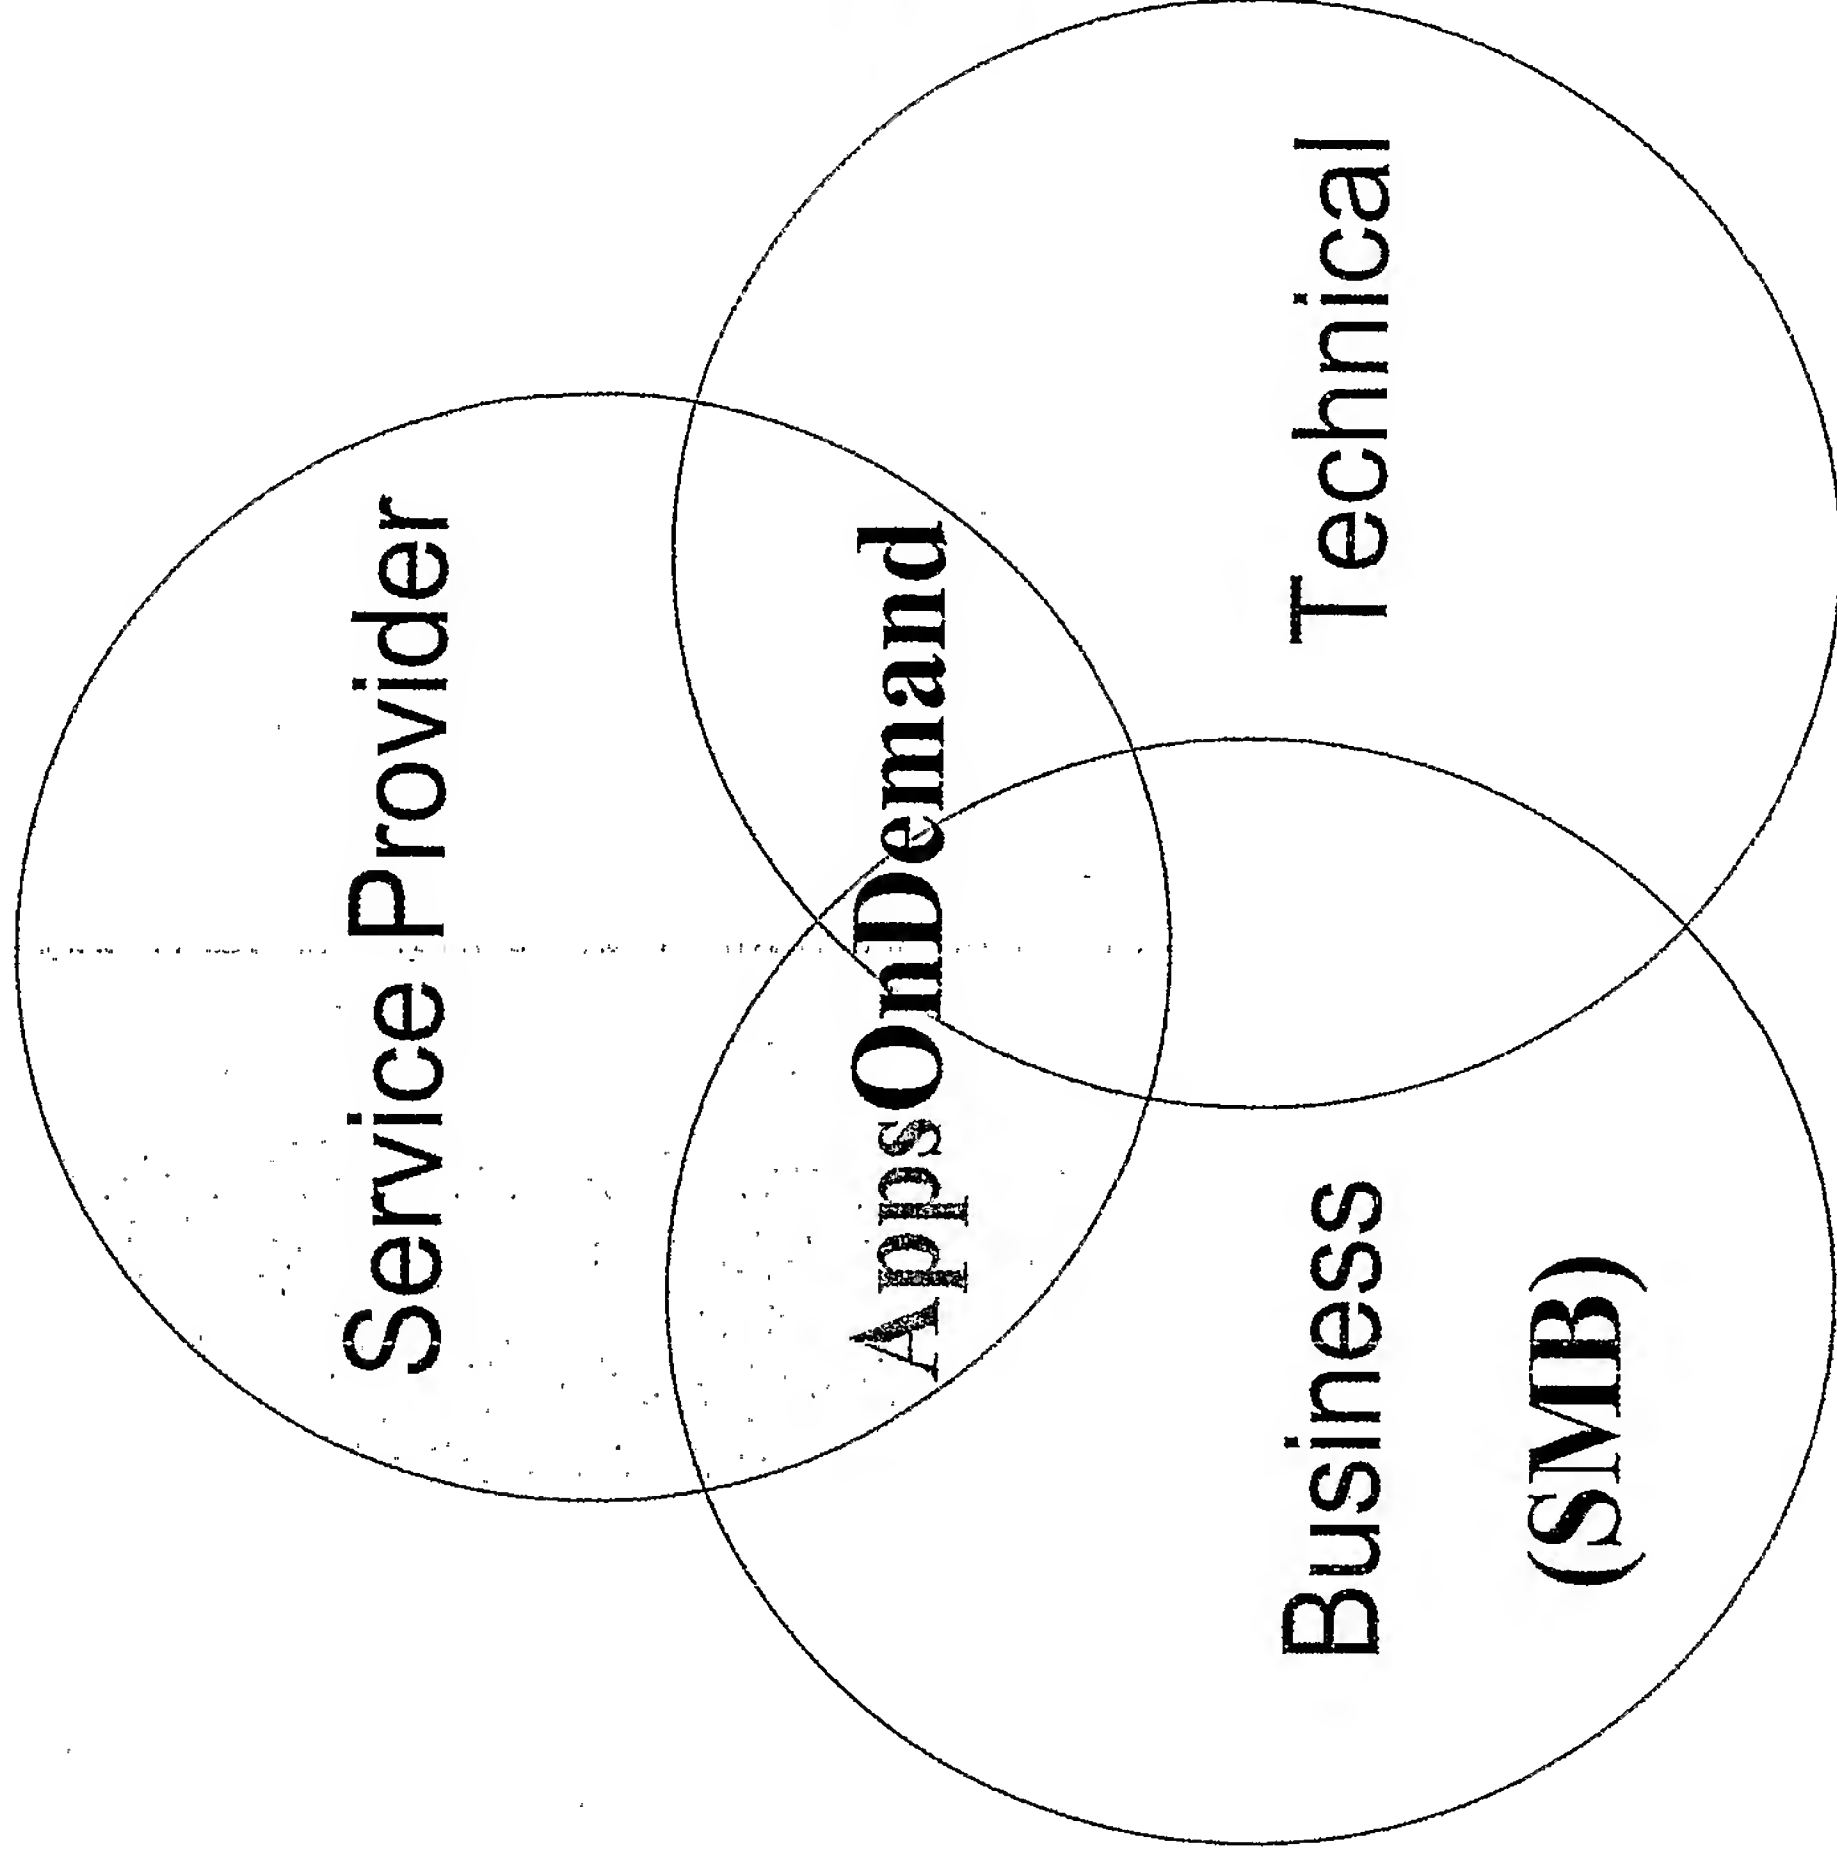 Service Provider
AppsOnDemand
Business
Technical
(SMB)